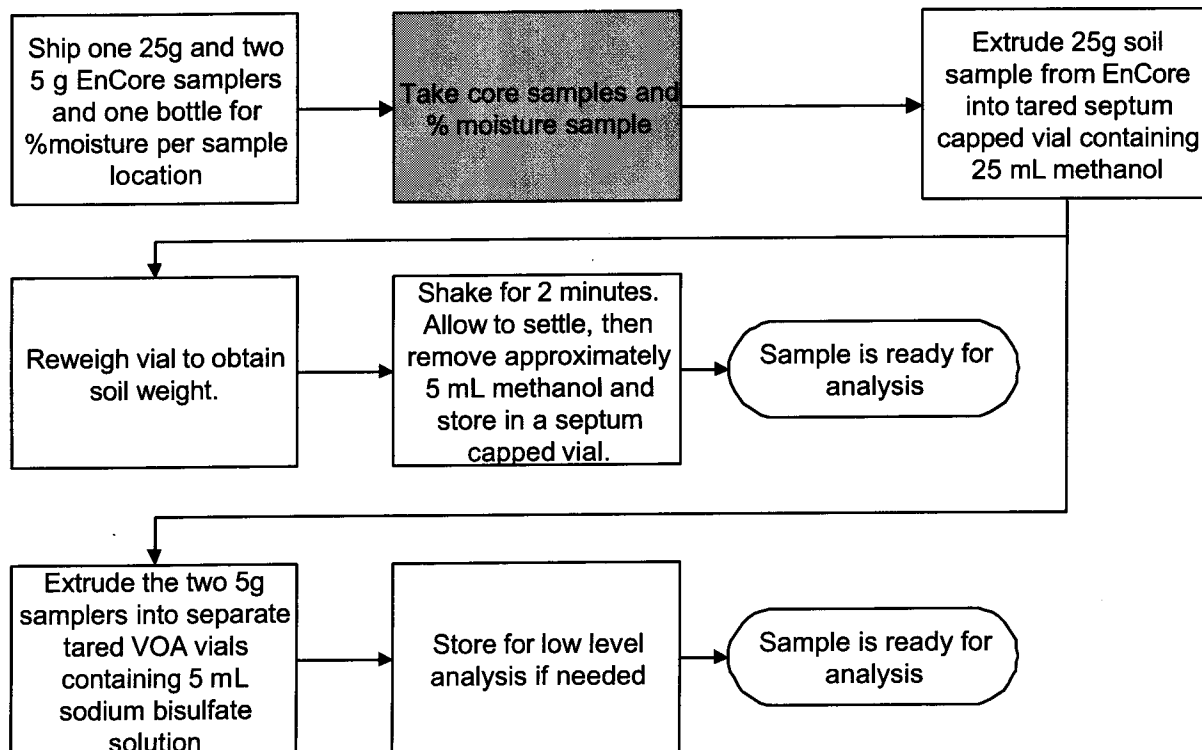 Ship one 25g and two
5 g EnCore samplers
and one bottle for
%moisture per sample
location
Take core samples and
% moisture sample
Extrude 25g soil
sample from EnCore
into tared septum
capped vial containing
25 mL methanol
Reweigh vial to obtain
soil weight.
Shake for 2 minutes.
Allow to settle, then
remove approximately
5 mL methanol and
store in a septum
capped vial.
Sample is ready for
analysis
Extrude the two 5g
samplers into separate
tared VOA vials
containing 5 mL
sodium bisulfate
solution
Store for low level
analysis if needed
Sample is ready for
analysis